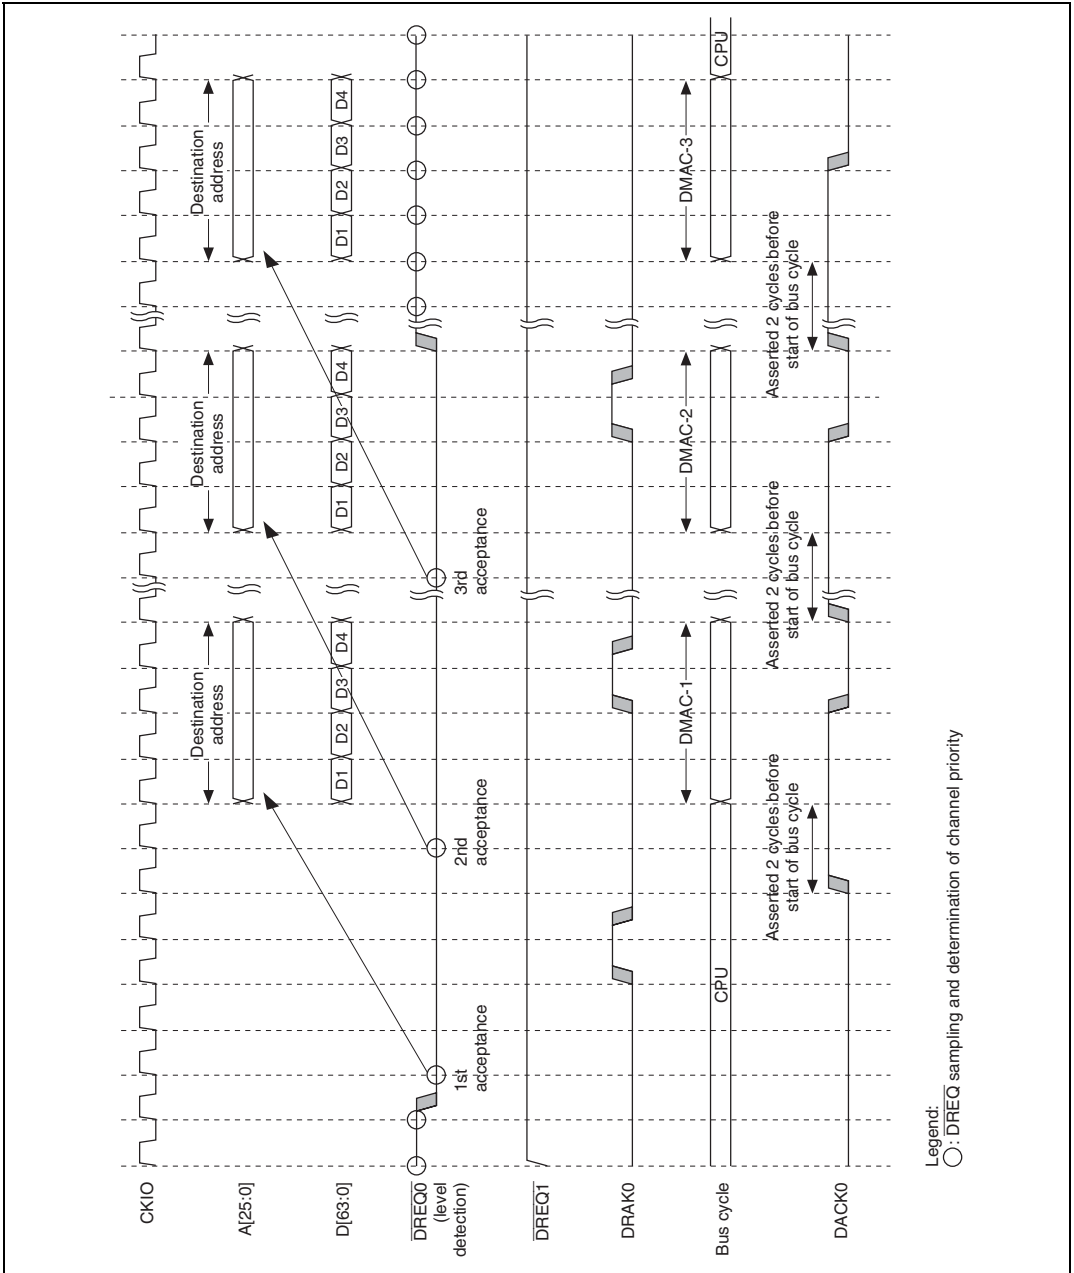 CKIO
A[25:0]
Destination
address
Destination
address
Destination
address
D[63:0]
D1
D2
D3
D4
D1
D2
D3
D4
D1
D2
D3
D4
DREQ0
(level
detection)
1st
acceptance
2nd
acceptance
3rd
acceptance
DREQ1
DRAK0
Bus cycle
CPU
DMAC-1
DMAC-2
DMAC-3
CPU
Asserted 2 cycles before
start of bus cycle
Asserted 2 cycles before
start of bus cycle
Asserted 2 cycles before
start of bus cycle
DACK0
Legend:
○: DREQ sampling and determination of channel priority